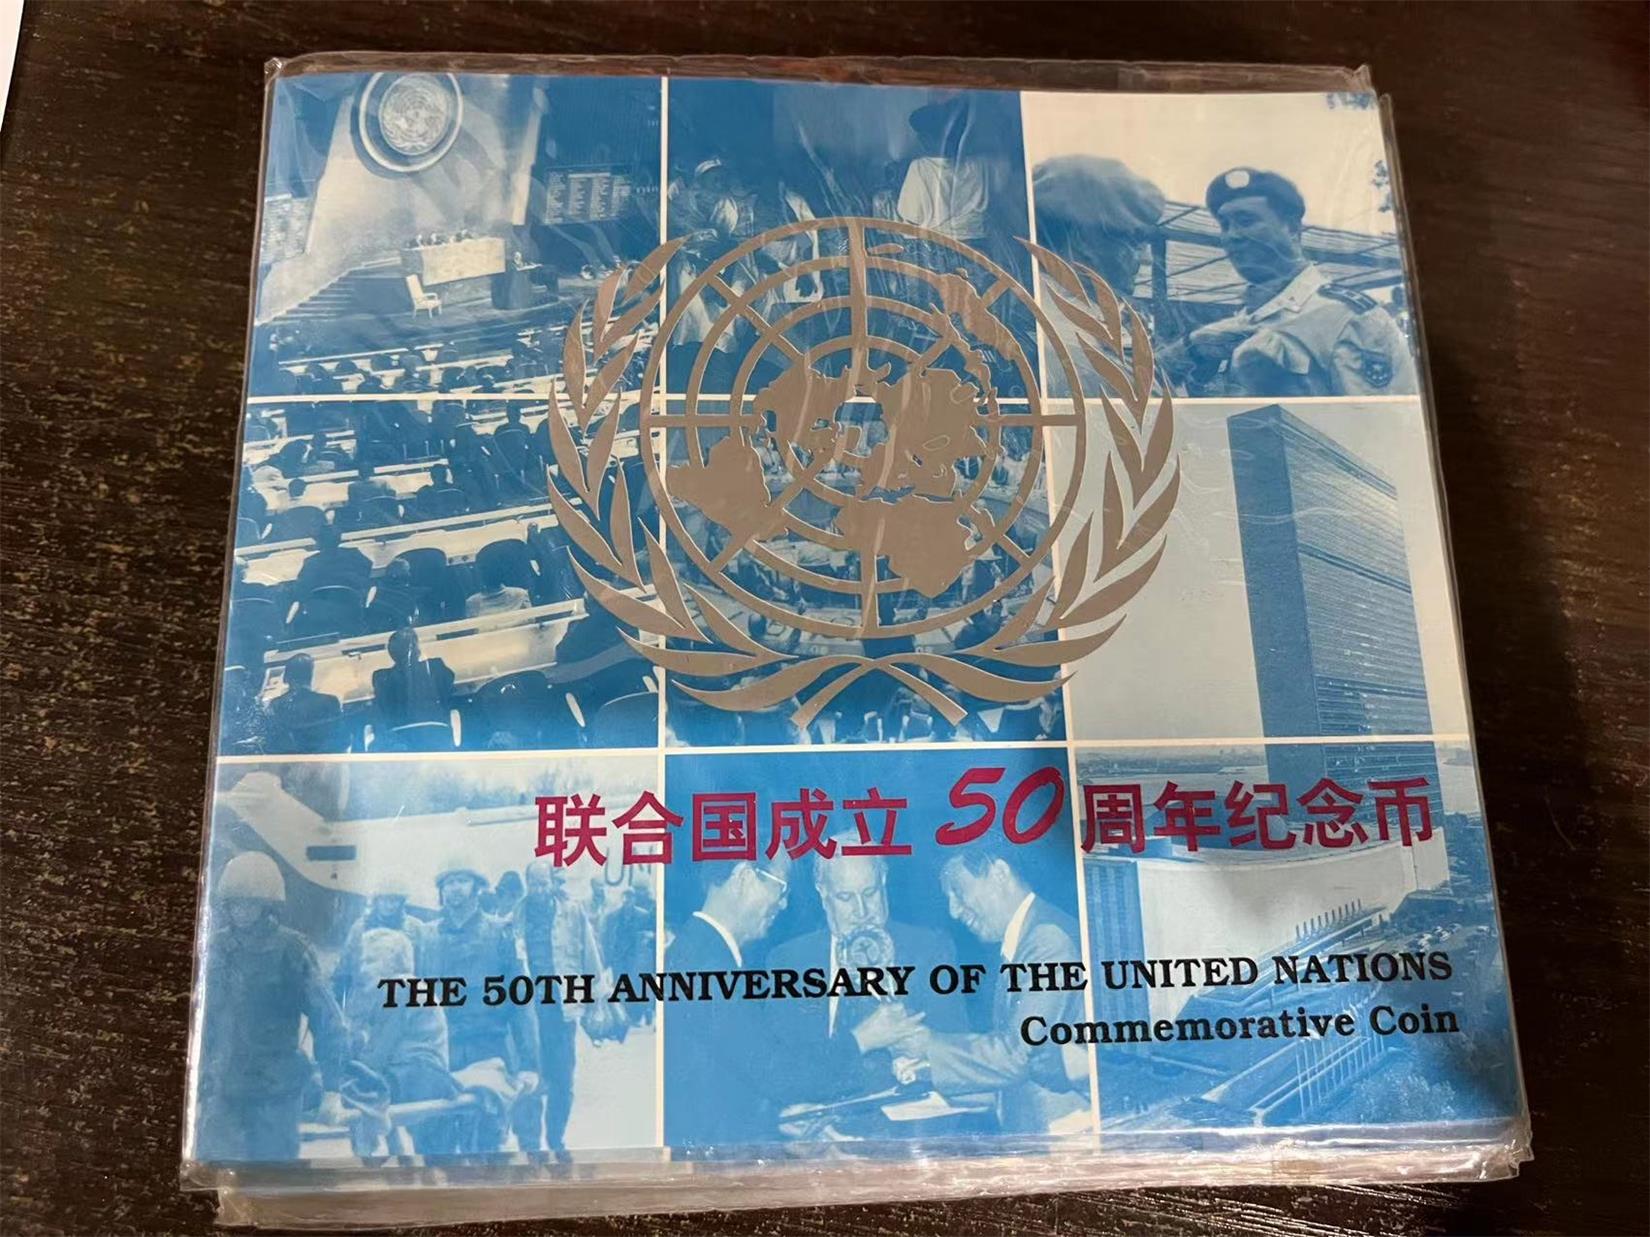 联合国成立50周年纪念币
THE 50TH ANNIVERSARY OF THE UNITED NATIONS
Commemorative Coin